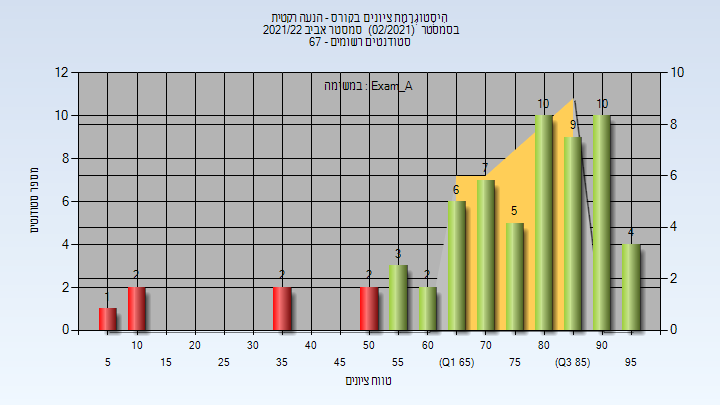 היסטוגרמת ציונים בקורס - הנעה רקטית
בסמסטר (02/2021) סמסטר אביב 2021/22
סטודנטים רשומים - 67
במשימה : Exam_A
12 10 8 6 4 2 0
מספר סטודנטים
10 8 6 4 2 0
1 2 2 2 3 2 6 7 5 10 9 10 4
10 20 30 40 50 60 70 80 90
5 15 25 35 45 55 (Q1 65) 75 (Q3 85) 95
טווח ציונים